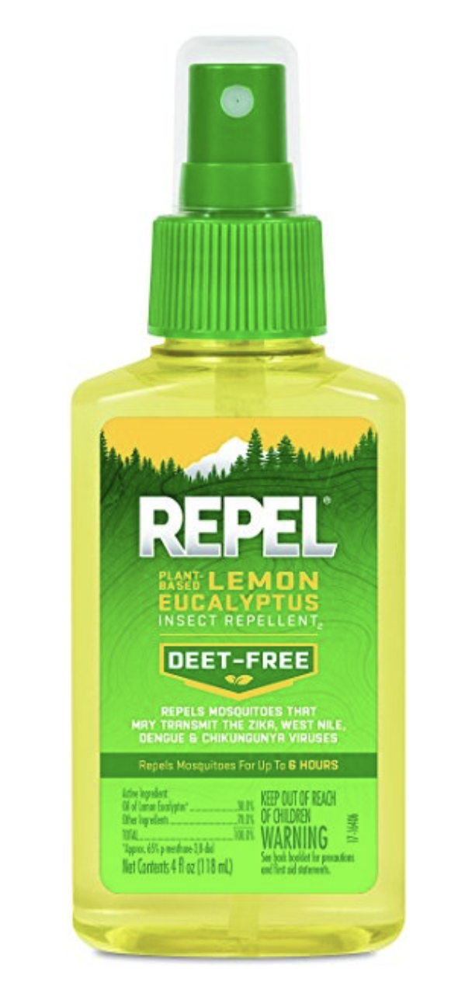 REPEL®
PLANT-BASED LEMON
EUCALYPTUS
INSECT REPELLENT2
DEET-FREE
REPELS MOSQUITOES THAT
MAY TRANSMIT THE ZIKA, WEST NILE,
DENGUE & CHIKUNGUNYA VIRUSES
Repels Mosquitoes For Up To 6 HOURS
Active Ingredient:
Oil of Lemon Eucalyptus*......30.0%
Other Ingredients......70.0%
TOTAL......100.0%
*Approx. 65% p-menthane-3,8-diol
Net Contents 4 fl oz (118 mL)
KEEP OUT OF REACH
OF CHILDREN
WARNING
See back booklet for precautions
and first aid statements.
17-16406